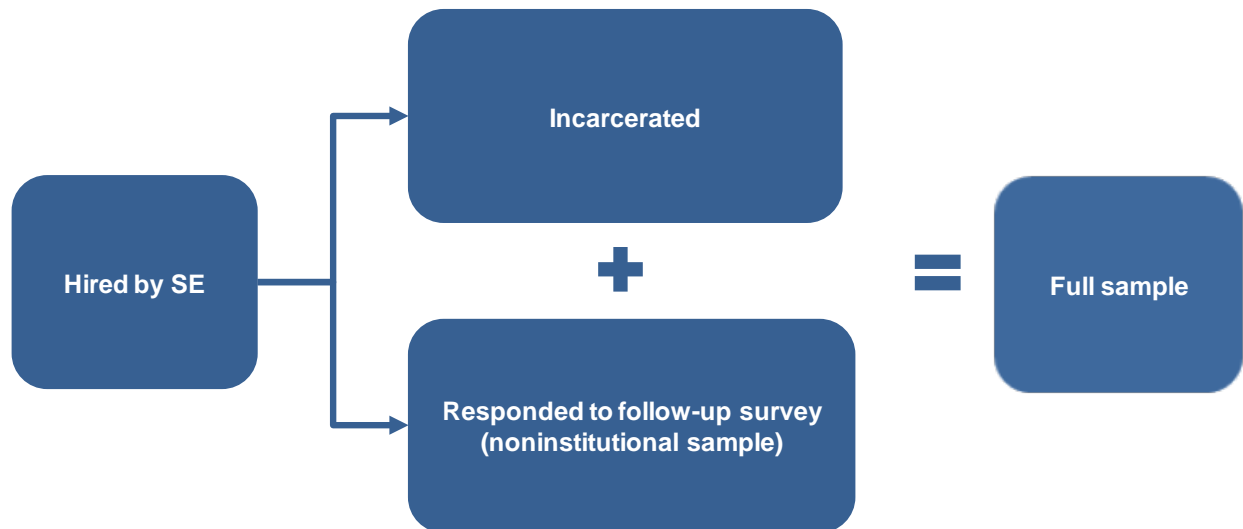 Hired by SE
Incarcerated
+
Responded to follow-up survey
(noninstitutional sample)
=
Full sample